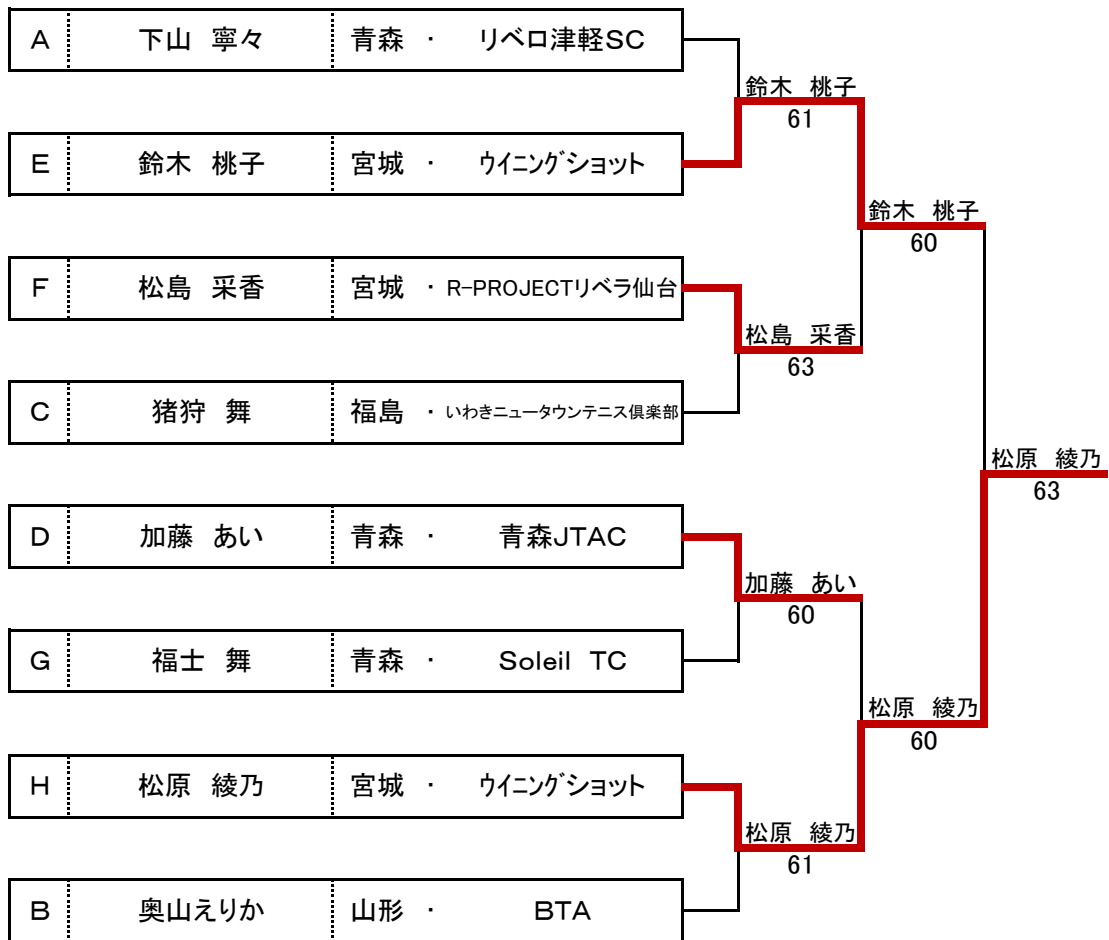 A 下山 寧々 青森 ・ リベロ津軽SC
鈴木 桃子
61
E 鈴木 桃子 宮城 ・ ウイニングショット
鈴木 桃子
60
F 松島 采香 宮城 ・ R-PROJECTリベラ仙台
松島 采香
63
C 猪狩 舞 福島 ・ いわきニュータウンテニス倶楽部
松原 綾乃
63
D 加藤 あい 青森 ・ 青森JTAC
加藤 あい
60
G 福士 舞 青森 ・ Soleil TC
松原 綾乃
60
H 松原 綾乃 宮城 ・ ウイニングショット
松原 綾乃
61
B 奥山えりか 山形 ・ BTA